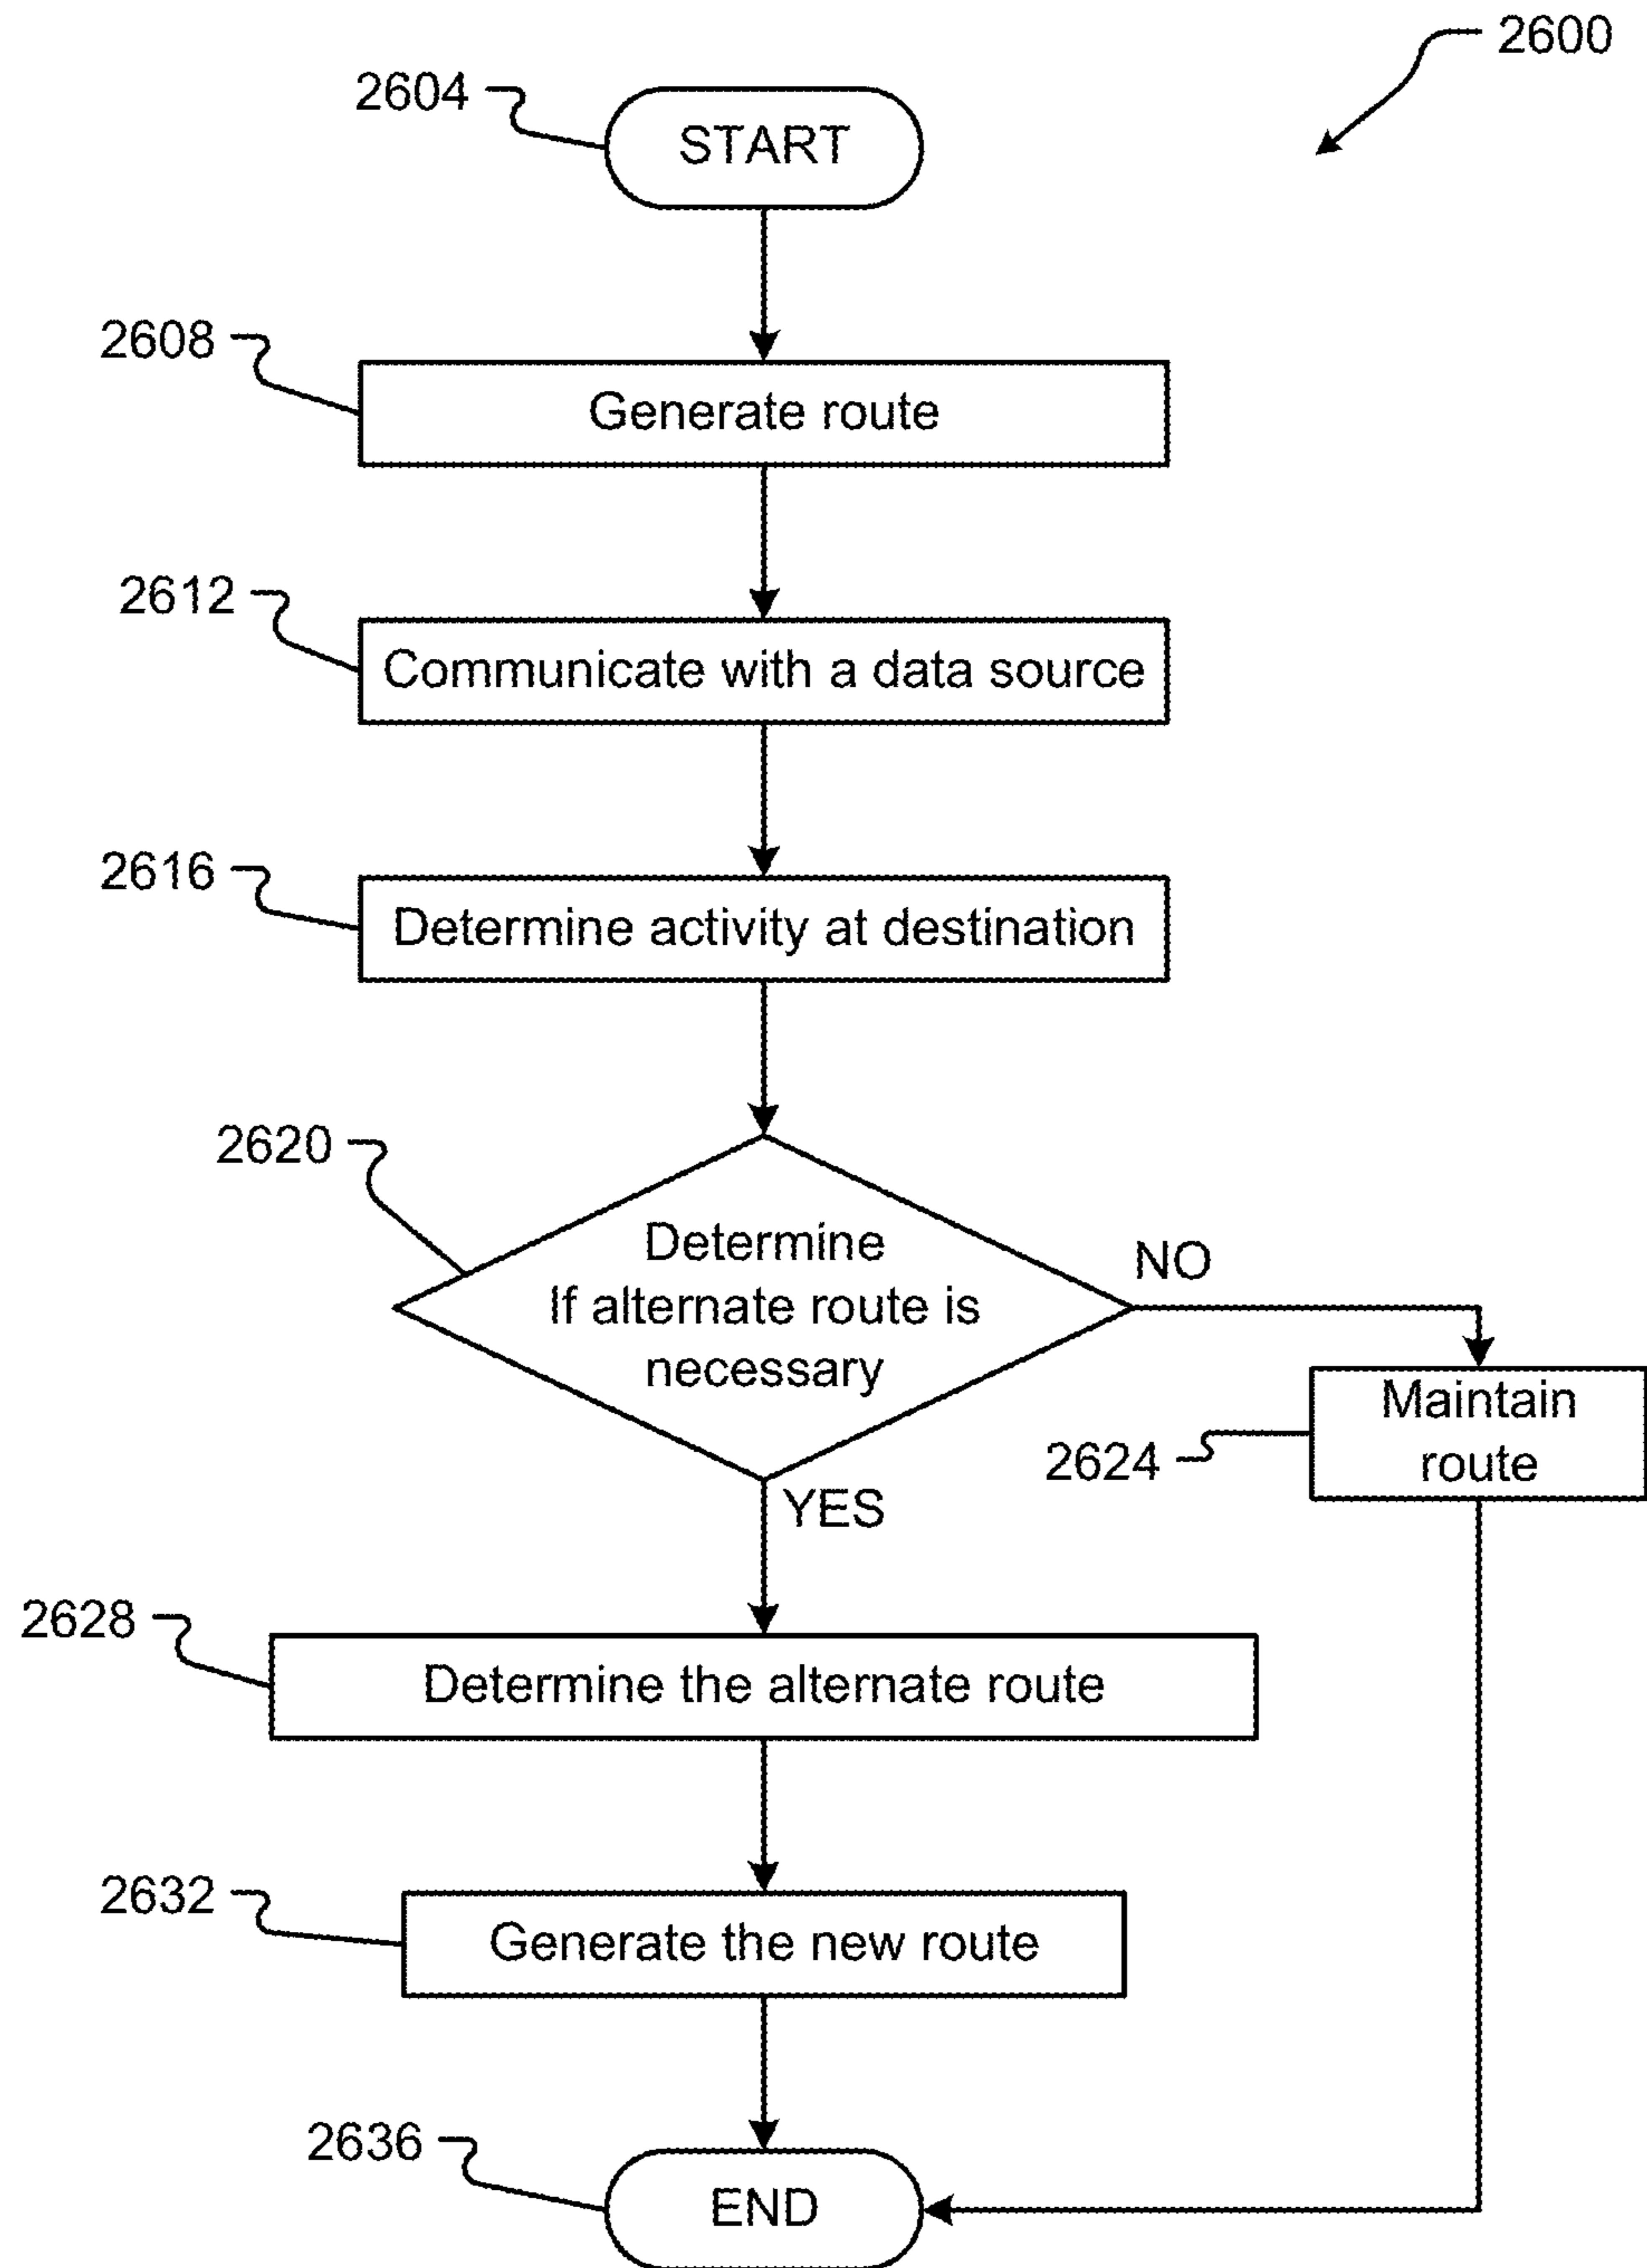 2600
2604
START
2608
Generate route
2612
Communicate with a data source
2616
Determine activity at destination
2620
Determine
If alternate route is
necessary
NO
Maintain
route
2624
YES
2628
Determine the alternate route
2632
Generate the new route
2636
END